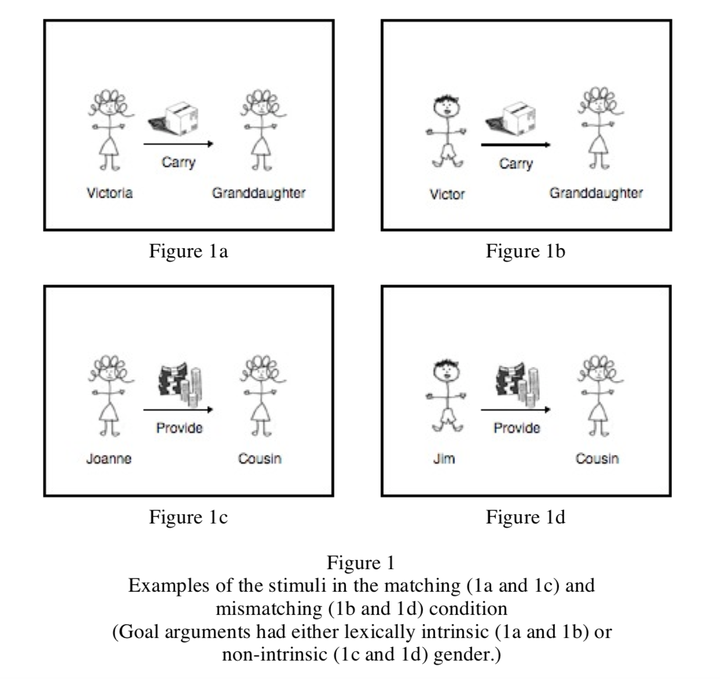 Carry
Victoria
Granddaughter
Figure 1a
Carry
Victor
Granddaughter
Figure 1b
Provide
Joanne
Cousin
Figure 1c
Provide
Jim
Cousin
Figure 1d
Figure 1
Examples of the stimuli in the matching (1a and 1c) and
mismatching (1b and 1d) condition
(Goal arguments had either lexically intrinsic (1a and 1b) or
non-intrinsic (1c and 1d) gender.)